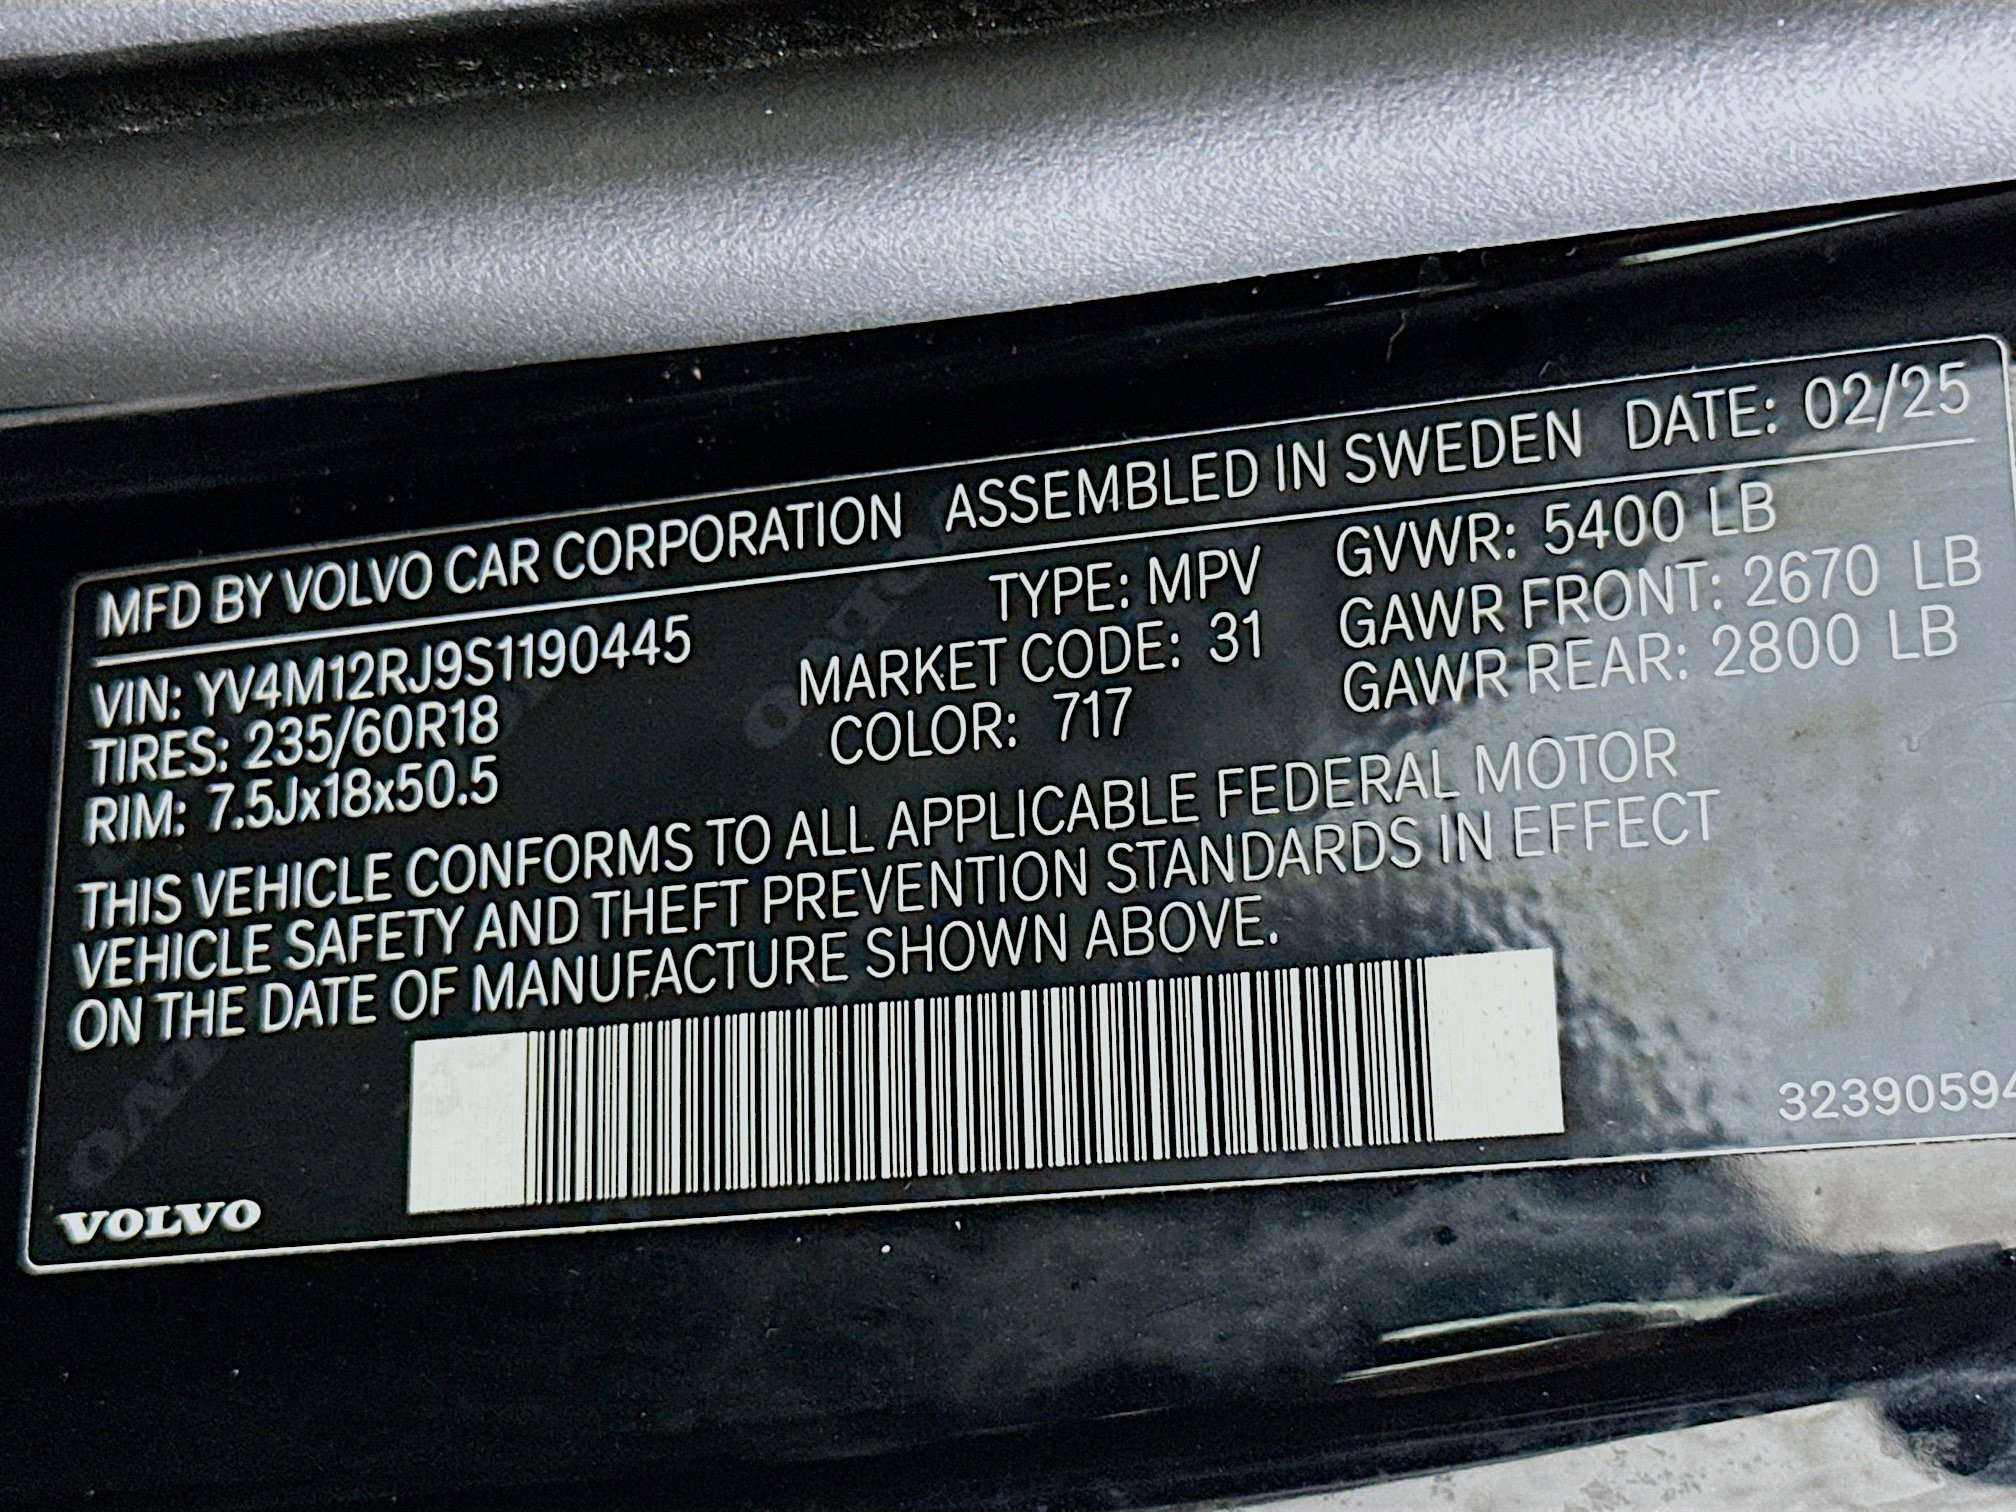 MFD BY VOLVO CAR CORPORATION ASSEMBLED IN SWEDEN DATE: 02/25
VIN: YV4M12RJ9S1190445
TIRES: 235/60R18
RIM: 7.5Jx18x50.5
TYPE: MPV
MARKET CODE: 31
COLOR: 717
GVWR: 5400 LB
GAWR FRONT: 2670 LB
GAWR REAR: 2800 LB
THIS VEHICLE CONFORMS TO ALL APPLICABLE FEDERAL MOTOR
VEHICLE SAFETY AND THEFT PREVENTION STANDARDS IN EFFECT
ON THE DATE OF MANUFACTURE SHOWN ABOVE.
32390594
VOLVO